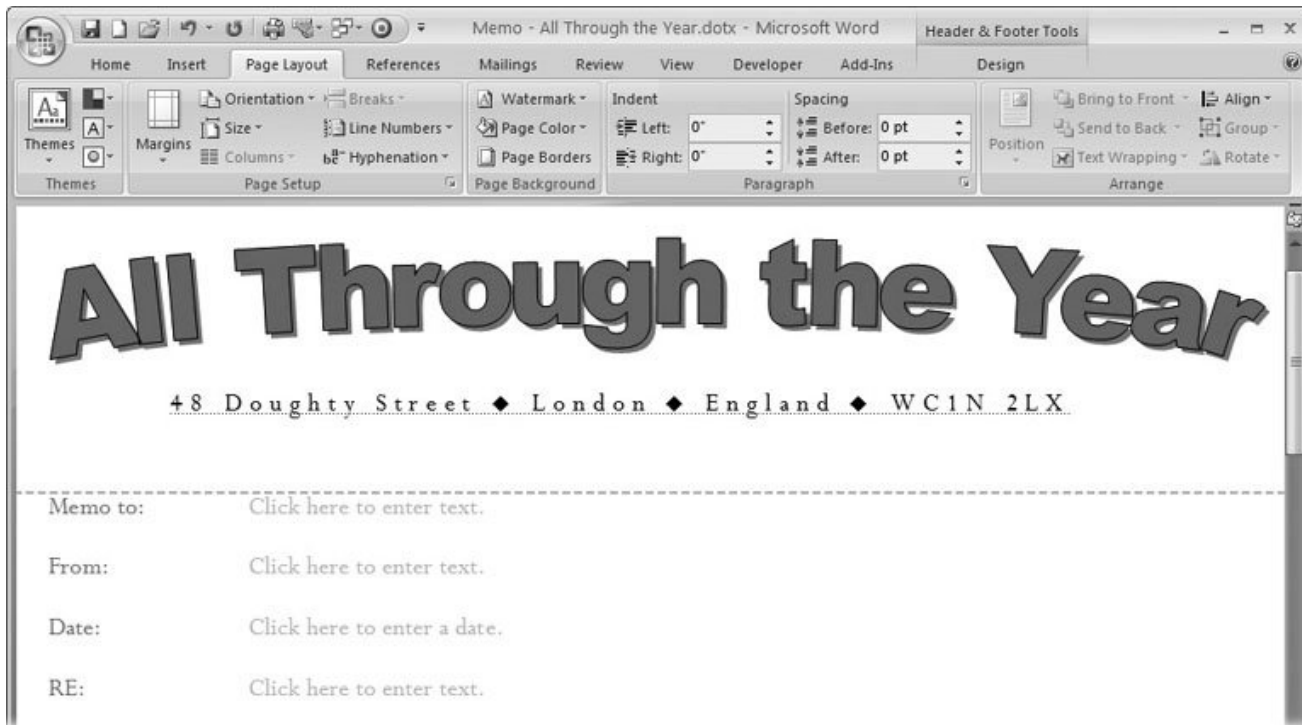 Memo - All Through the Year.dotx - Microsoft Word Header & Footer Tools
Home Insert Page Layout References Mailings Review View Developer Add-Ins Design
Themes Margins Orientation Breaks Watermark Indent Spacing Position Bring to Front Align
Size Line Numbers Page Color Left: 0" Before: 0 pt Send to Back Group
Columns Hyphenation Page Borders Right: 0" After: 0 pt Text Wrapping Rotate
Themes Page Setup Page Background Paragraph Arrange
All Through the Year
48 Doughty Street ◆ London ◆ England ◆ WC1N 2LX
Memo to: Click here to enter text.
From: Click here to enter text.
Date: Click here to enter a date.
RE: Click here to enter text.